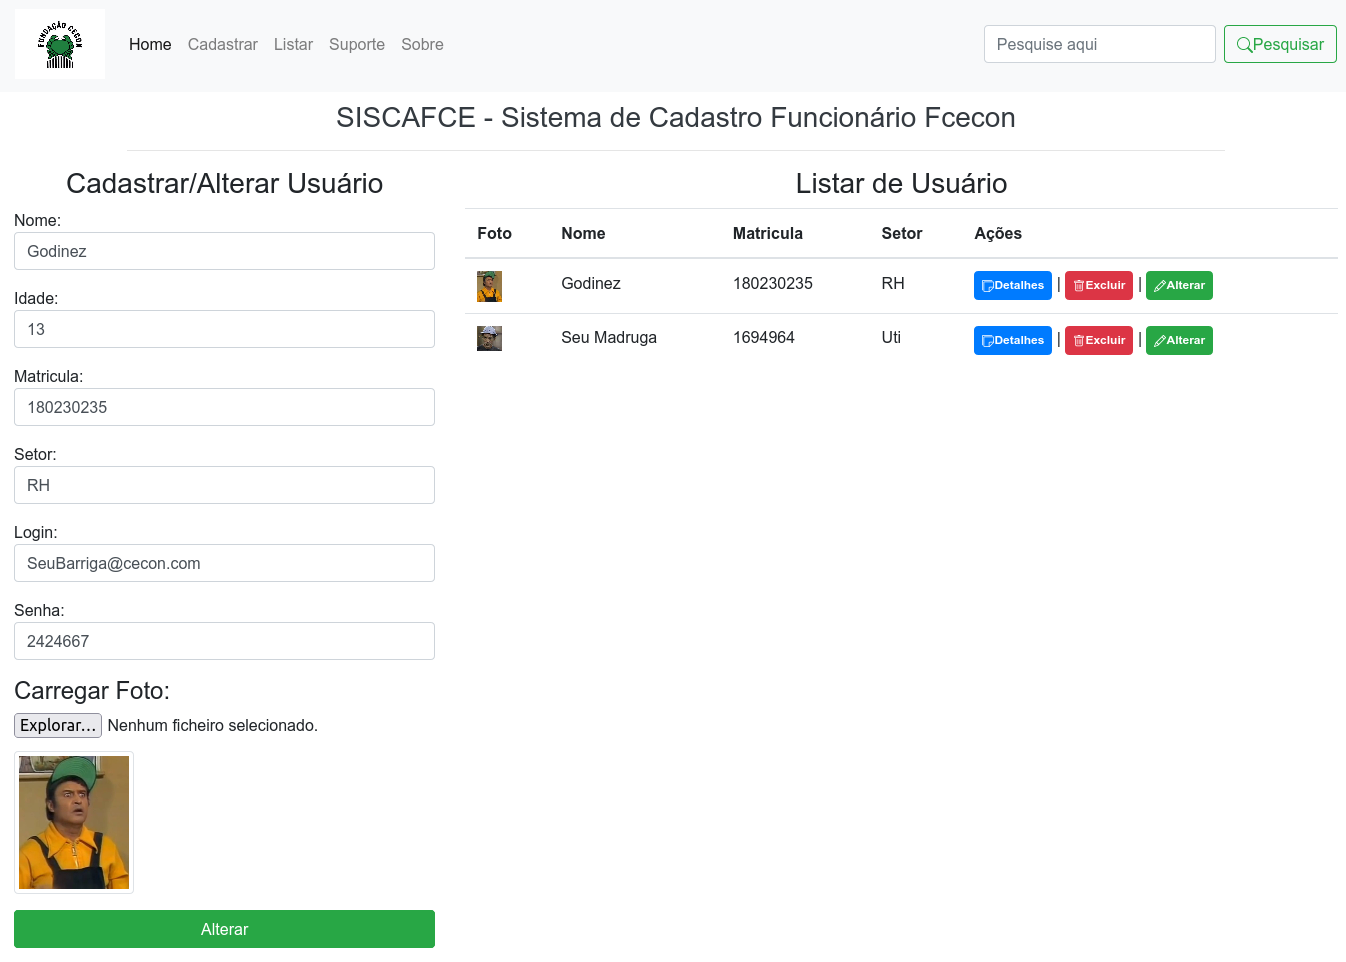 FUNDAÇÃO CECON
Home Cadastrar Listar Suporte Sobre
Pesquise aqui
Pesquisar
SISCAFCE - Sistema de Cadastro Funcionário Fcecon
Cadastrar/Alterar Usuário
Nome:
Godinez
Idade:
13
Matricula:
180230235
Setor:
RH
Login:
SeuBarriga@cecon.com
Senha:
2424667
Carregar Foto:
Explorar... Nenhum ficheiro selecionado.
Alterar
Listar de Usuário
Foto Nome Matricula Setor Ações
Godinez 180230235 RH Detalhes | Excluir | Alterar
Seu Madruga 1694964 Uti Detalhes | Excluir | Alterar